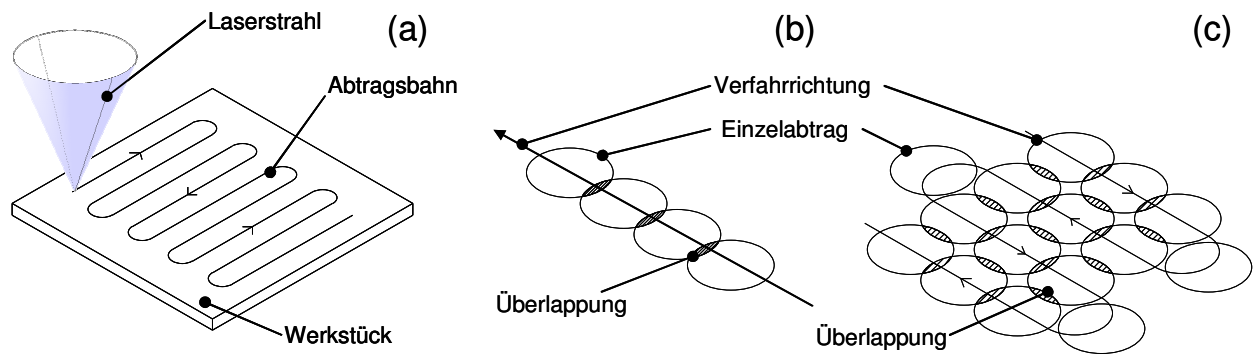 Laserstrahl
(a)
Abtragsbahn
Werkstück
(b)
Verfahrrichtung
Einzelabtrag
Überlappung
(c)
Überlappung